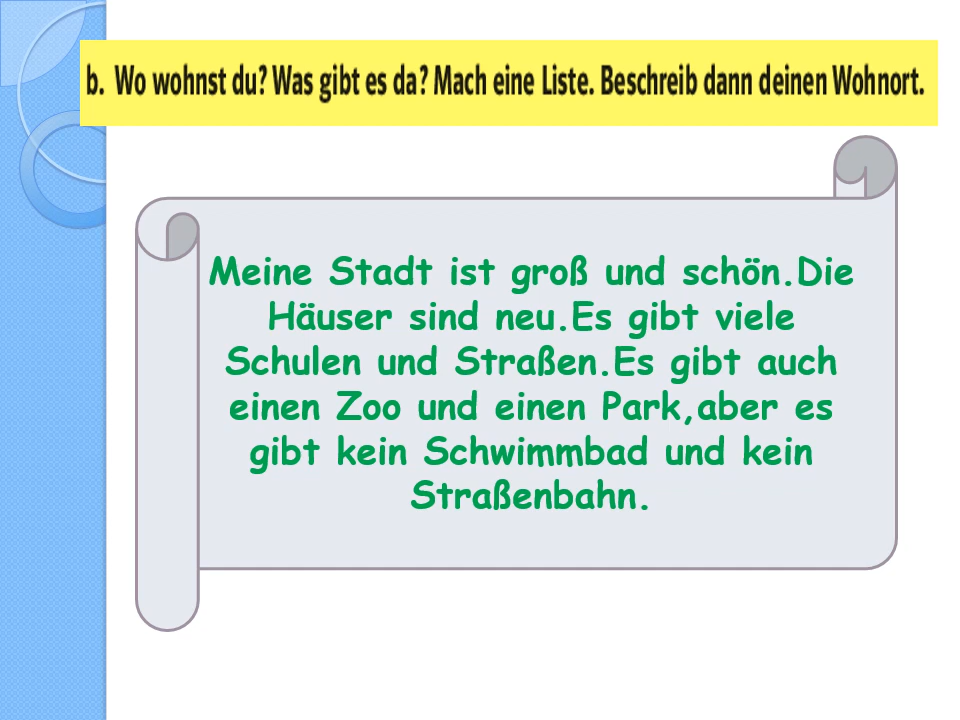 b. Wo wohnst du? Was gibt es da? Mach eine Liste. Beschreib dann deinen Wohnort.
Meine Stadt ist groß und schön.Die
Häuser sind neu.Es gibt viele
Schulen und Straßen.Es gibt auch
einen Zoo und einen Park,aber es
gibt kein Schwimmbad und kein
Straßenbahn.